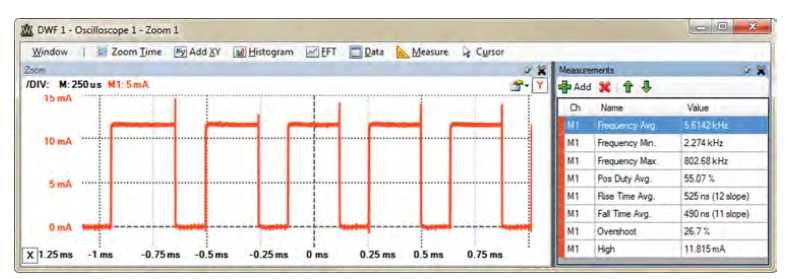 DWF 1 - Oscilloscope 1 - Zoom 1
Window Zoom Time Add XY Histogram FFT Data Measure Cursor
Zoom
/DIV: M:250 us M1: 5 mA Y
15 mA
10 mA
5 mA
0 mA
X 1.25 ms -1 ms -0.75 ms -0.5 ms -0.25 ms 0 ms 0.25 ms 0.5 ms 0.75 ms
Measurements
Add
Ch Name Value
M1 Frequency Avg. 5.6142 kHz
M1 Frequency Min. 2.274 kHz
M1 Frequency Max. 802.68 kHz
M1 Pos Duty Avg. 55.07 %
M1 Rise Time Avg. 525 ns (12 slope)
M1 Fall Time Avg. 490 ns (11 slope)
M1 Overshoot 26.7 %
M1 High 11.815 mA